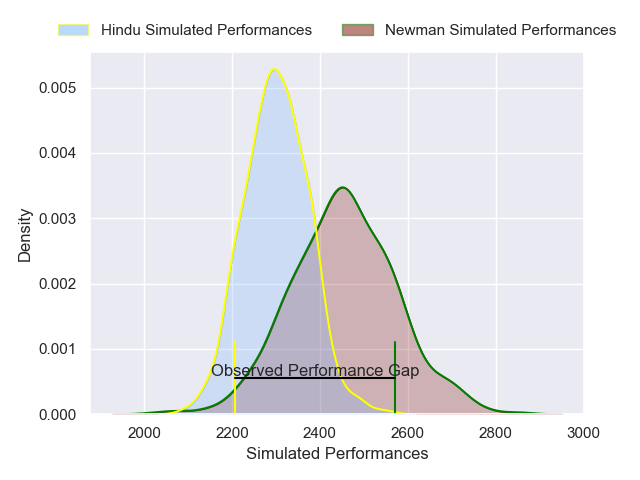 Hindu Simulated Performances Newman Simulated Performances
0.005
0.004
0.003
0.002
0.001
0.000
Density
Observed Performance Gap
2000 2200 2400 2600 2800 3000
Simulated Performances